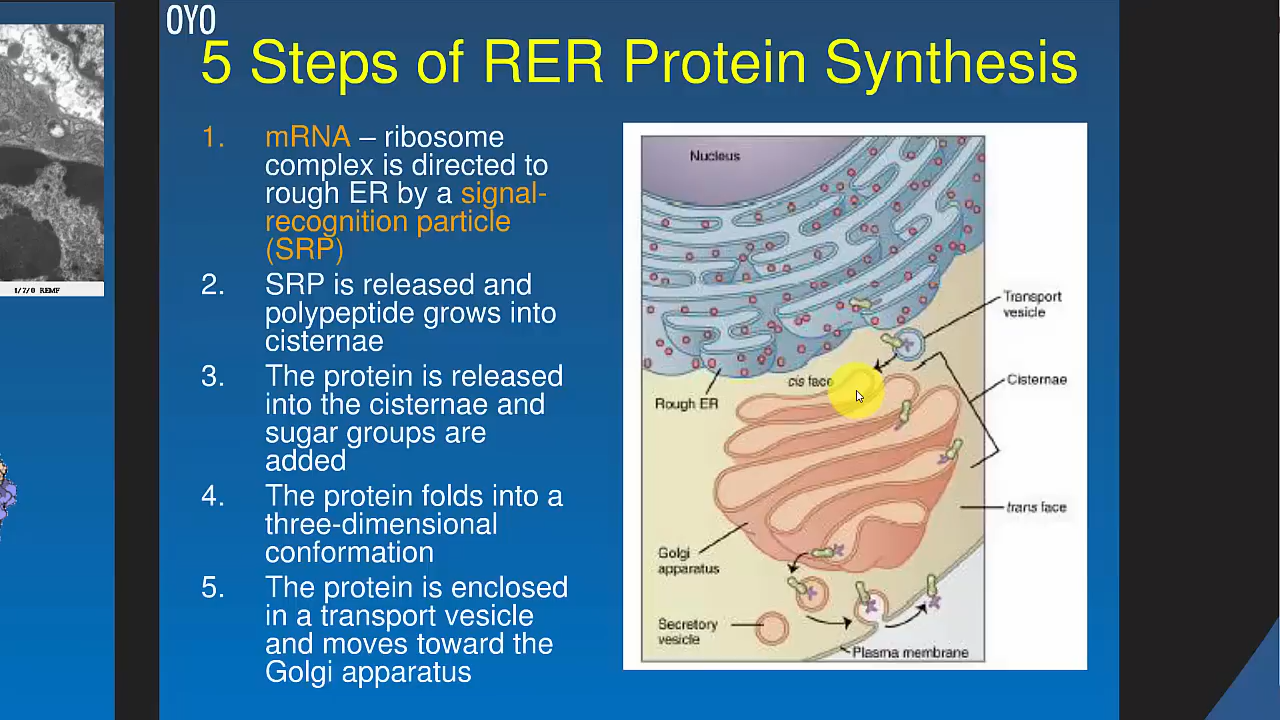 OYO
5 Steps of RER Protein Synthesis
1. mRNA – ribosome
complex is directed to
rough ER by a signal-
recognition particle
(SRP)
2. SRP is released and
polypeptide grows into
cisternae
3. The protein is released
into the cisternae and
sugar groups are
added
4. The protein folds into a
three-dimensional
conformation
5. The protein is enclosed
in a transport vesicle
and moves toward the
Golgi apparatus
Nucleus
Transport
vesicle
cis face
Cisternae
Rough ER
trans face
Golgi
apparatus
Secretory
vesicle
Plasma membrane